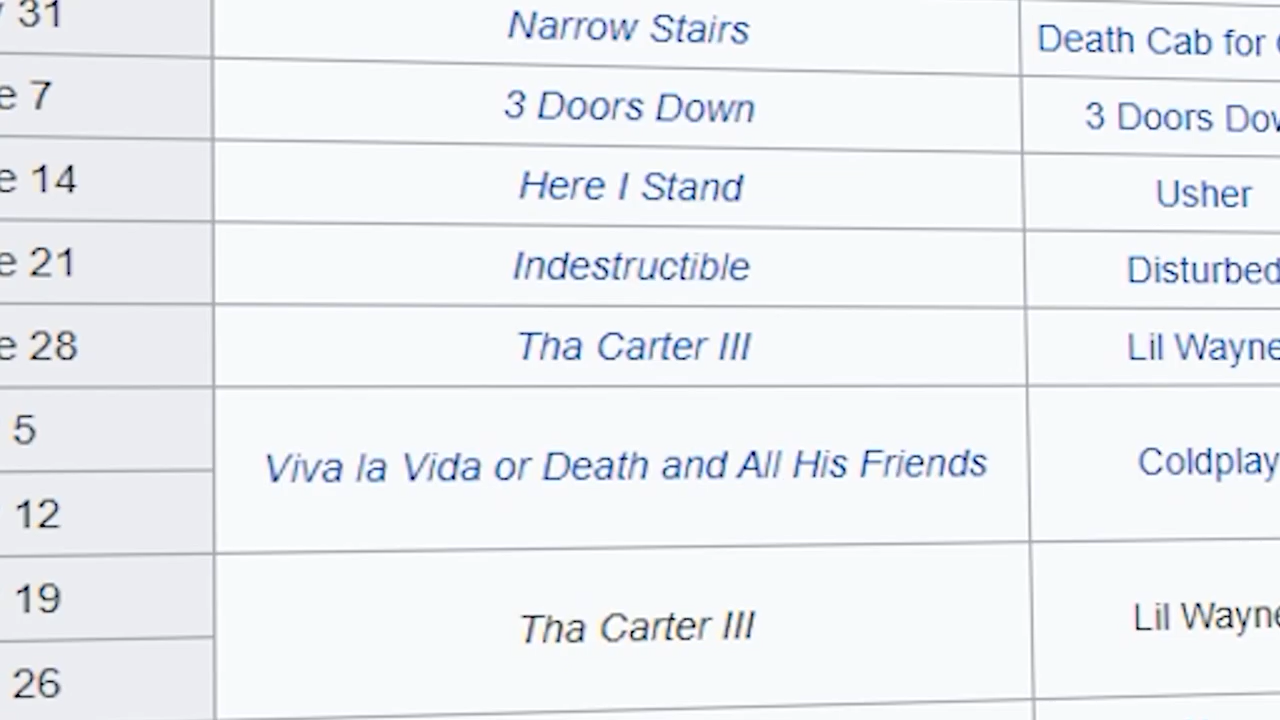 31 Narrow Stairs Death Cab for
e 7 3 Doors Down 3 Doors Dow
e 14 Here I Stand Usher
e 21 Indestructible Disturbed
e 28 Tha Carter III Lil Wayne
5 Viva la Vida or Death and All His Friends Coldplay
12
19 Tha Carter III Lil Wayne
26